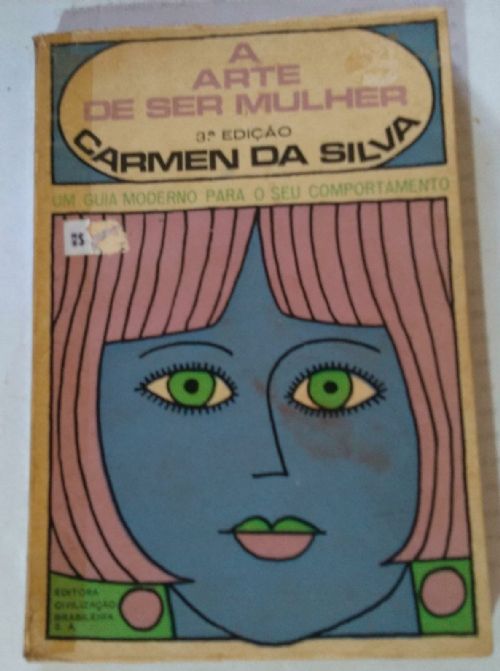 A
ARTE
DE SER MULHER
3ª EDIÇÃO
CARMEN DA SILVA
UM GUIA MODERNO PARA O SEU COMPORTAMENTO
EDITORA
CIVILIZAÇÃO
BRASILEIRA
S. A.